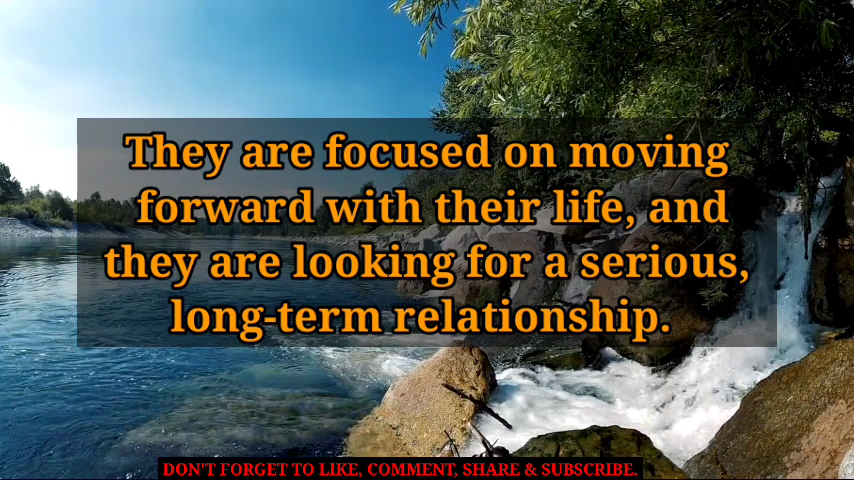 They are focused on moving
forward with their life, and
they are looking for a serious,
long-term relationship.
DON'T FORGET TO LIKE, COMMENT, SHARE & SUBSCRIBE.